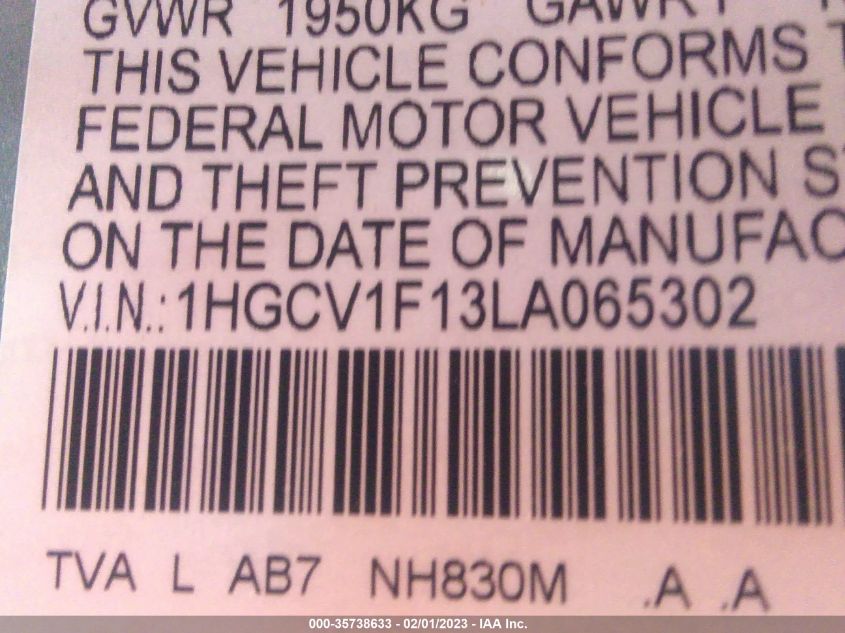 GVWR 1950KG GAWR
THIS VEHICLE CONFORMS
FEDERAL MOTOR VEHICLE
AND THEFT PREVENTION
ON THE DATE OF MANUFAC
V.I.N.:1HGCV1F13LA065302
TVA L AB7 NH830M .A .A
000-35738633 - 02/01/2023 - IAA Inc.